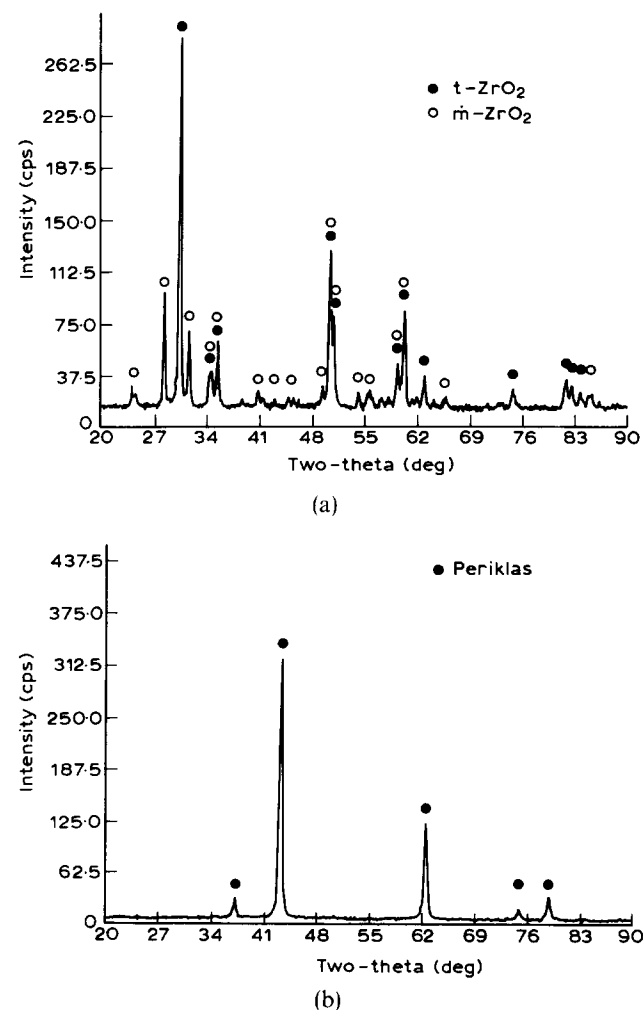 262.5
225.0
187.5
150.0
112.5
75.0
37.5
0
Intensity (cps)
● t-ZrO₂
○ ṁ-ZrO₂
20 27 34 41 48 55 62 69 76 83 90
Two-theta (deg)
(a)
437.5
375.0
312.5
250.0
187.5
125.0
62.5
0
Intensity (cps)
● Periklas
20 27 34 41 48 55 62 69 76 83 90
Two-theta (deg)
(b)